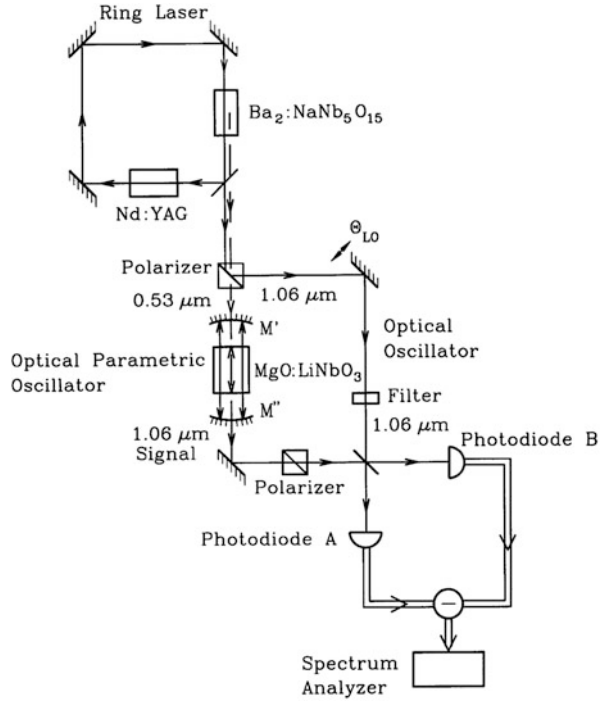 Ring Laser
Ba₂:NaNb₅O₁₅
Nd:YAG
Θ_LO
Polarizer
0.53 μm
1.06 μm
M'
Optical
Oscillator
Optical Parametric
Oscillator
MgO:LiNbO₃
Filter
M"
1.06 μm
1.06 μm
Signal
Photodiode B
Polarizer
Photodiode A
−
Spectrum
Analyzer